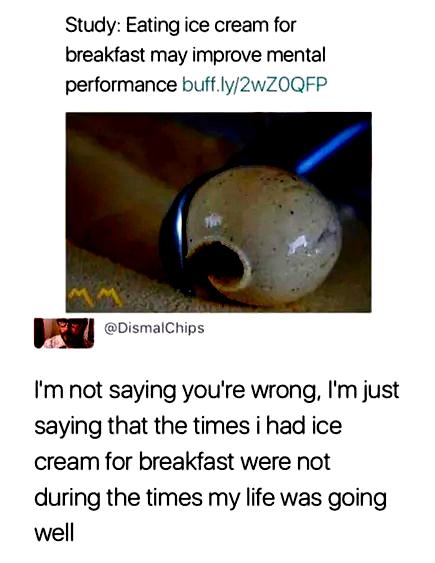 Study: Eating ice cream for
breakfast may improve mental
performance buff.ly/2wZ0QFP
@DismalChips
I'm not saying you're wrong, I'm just
saying that the times i had ice
cream for breakfast were not
during the times my life was going
well